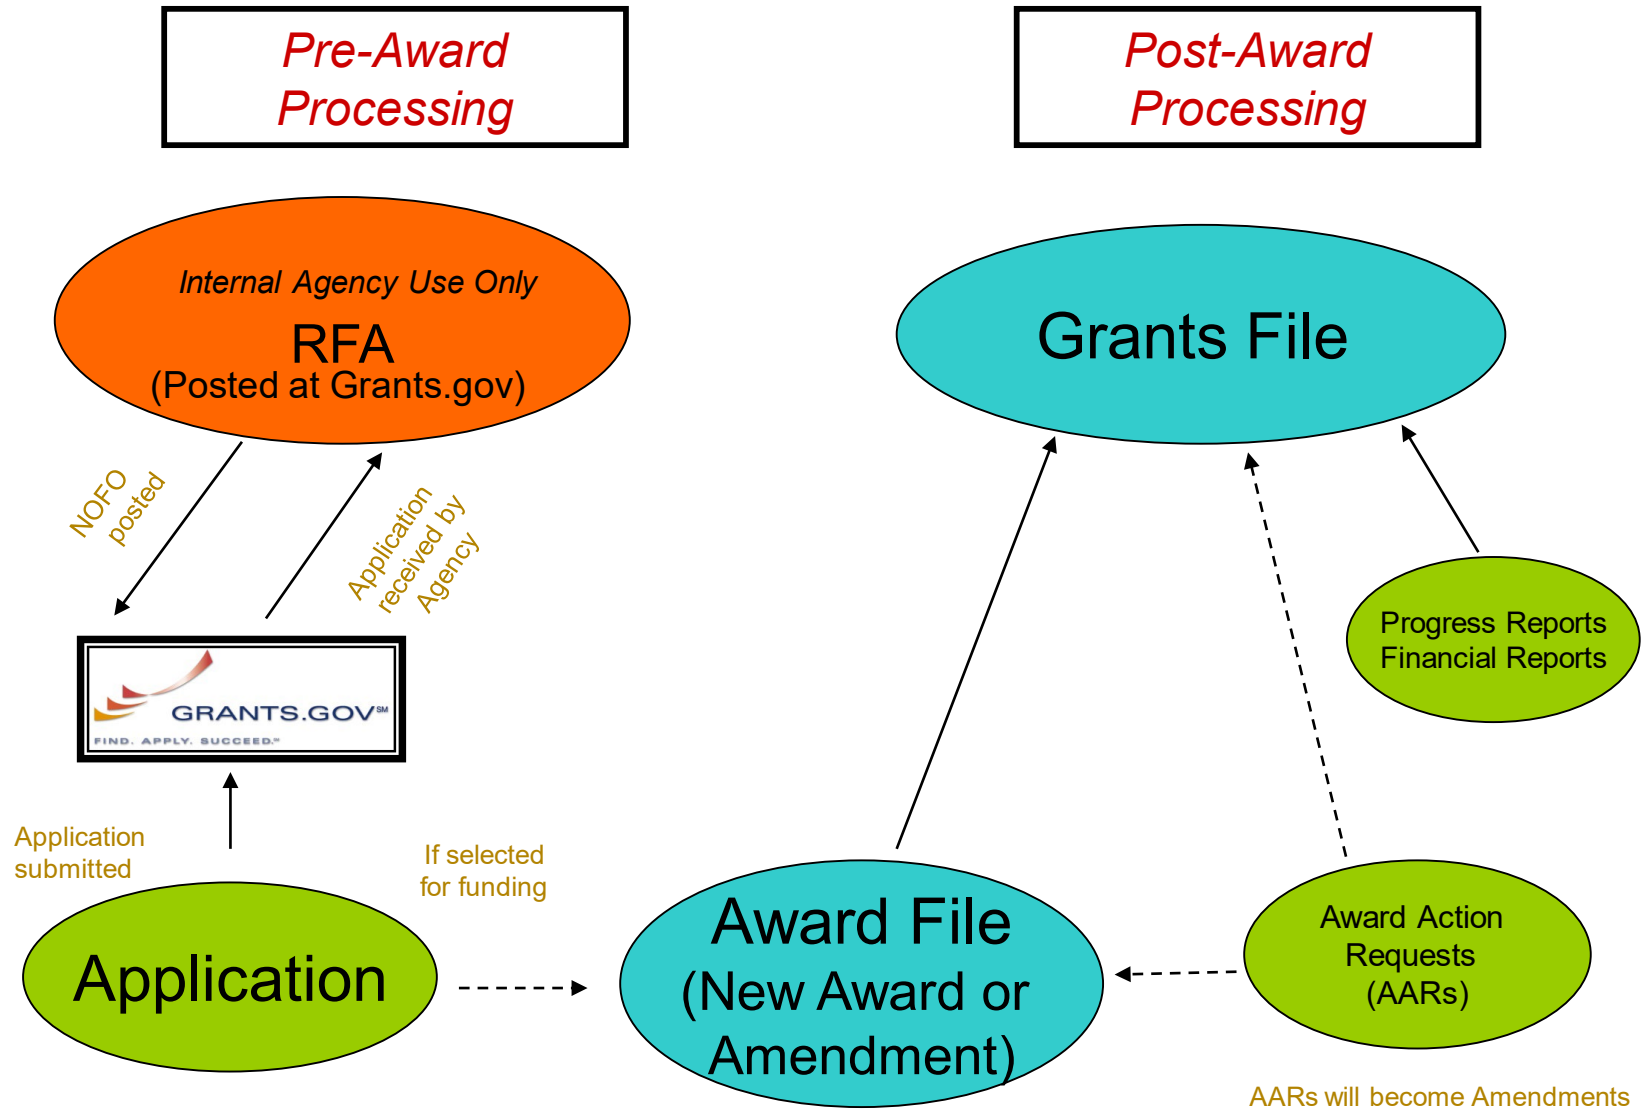 Pre-Award
Processing
Post-Award
Processing
Internal Agency Use Only
RFA
(Posted at Grants.gov)
Grants File
NOFO
posted
Application
received by
Agency
Progress Reports
Financial Reports
GRANTS.GOV℠
FIND. APPLY. SUCCEED.℠
Application
submitted
If selected
for funding
Application
Award File
(New Award or
Amendment)
Award Action
Requests
(AARs)
AARs will become Amendments